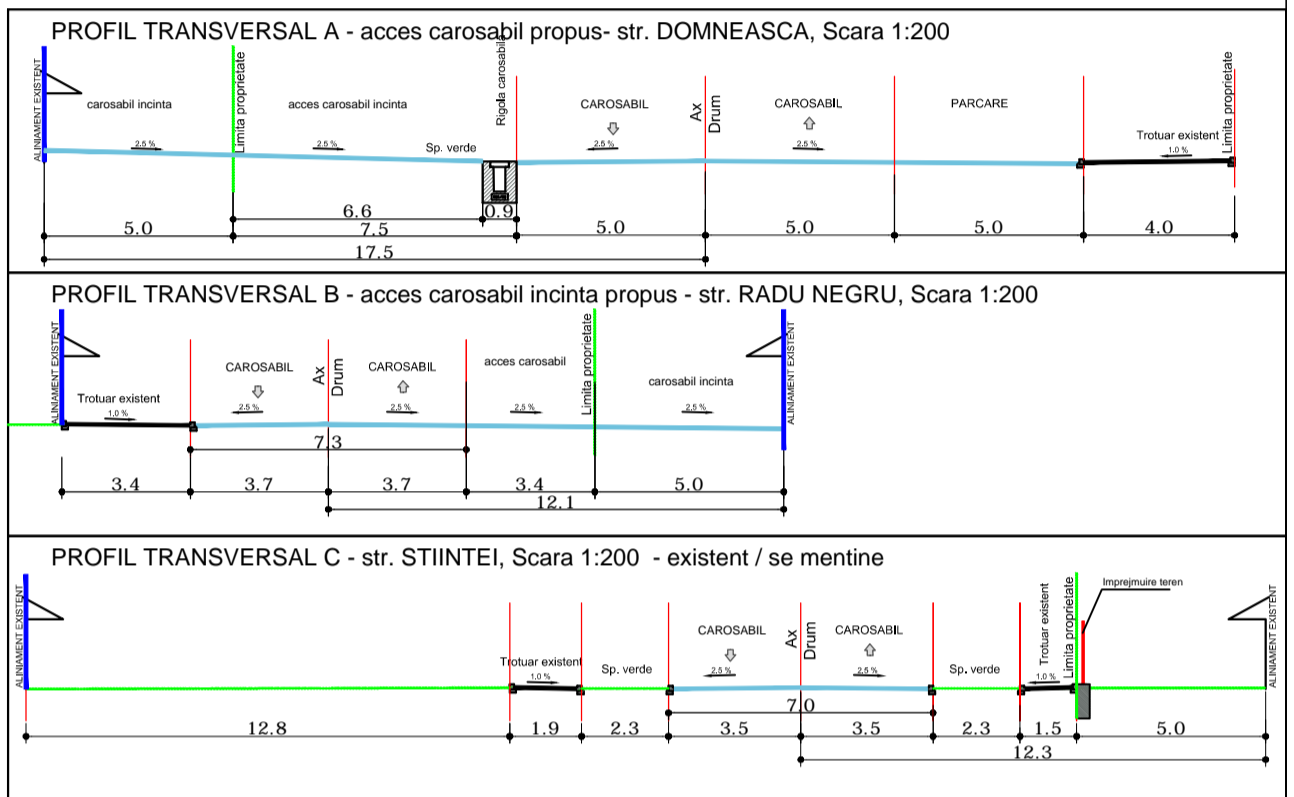 PROFIL TRANSVERSAL A - acces carosabil propus- str. DOMNEASCA, Scara 1:200
ALINIAMENT EXISTENT
carosabil incinta
2.5 %
Limita proprietate
acces carosabil incinta
2.5 %
Sp. verde
Rigola carosabila
CAROSABIL
2.5 %
Ax
Drum
CAROSABIL
2.5 %
PARCARE
Trotuar existent
1.0 %
Limita proprietate
6.6
0.9
5.0
7.5
5.0
5.0
5.0
4.0
17.5
PROFIL TRANSVERSAL B - acces carosabil incinta propus - str. RADU NEGRU, Scara 1:200
ALINIAMENT EXISTENT
Trotuar existent
1,0 %
CAROSABIL
2.5 %
Ax
Drum
CAROSABIL
2,5 %
acces carosabil
2,5 %
Limita proprietate
carosabil incinta
2,5 %
ALINIAMENT EXISTENT
7.3
3.4
3.7
3.7
3.4
5.0
12.1
PROFIL TRANSVERSAL C - str. STIINTEI, Scara 1:200 - existent / se mentine
ALINIAMENT EXISTENT
Trotuar existent
1,0 %
Sp. verde
CAROSABIL
2,5 %
Ax
Drum
CAROSABIL
2,5 %
Sp. verde
Trotuar existent
1.0 %
Limita proprietate
Imprejmuire teren
ALINIAMENT EXISTENT
7.0
12.8
1.9
2.3
3.5
3.5
2.3
1.5
5.0
12.3